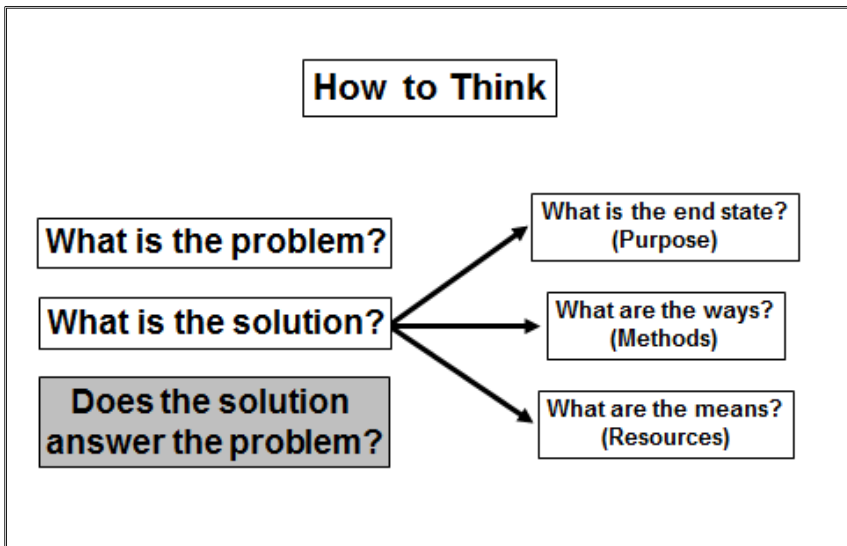 How to Think
What is the problem?
What is the solution?
Does the solution
answer the problem?
What is the end state?
(Purpose)
What are the ways?
(Methods)
What are the means?
(Resources)